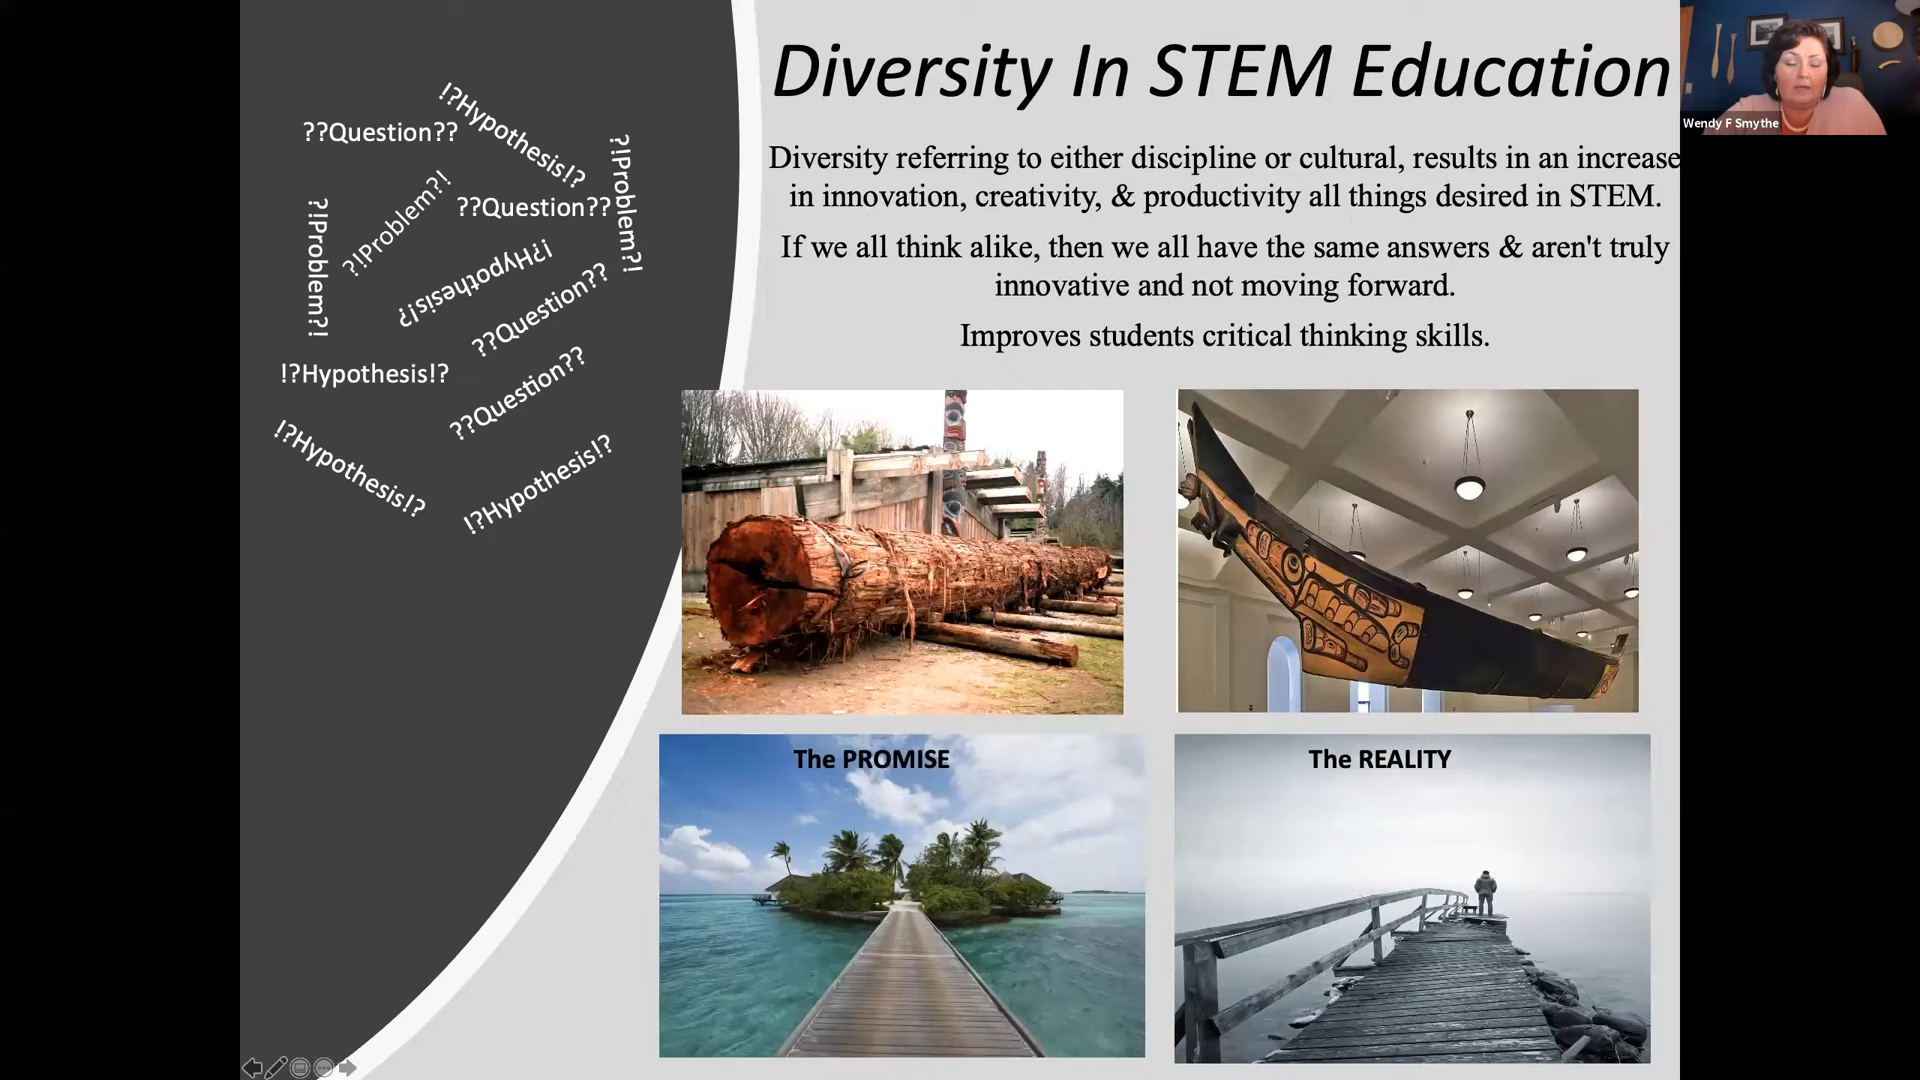 Diversity In STEM Education
Diversity referring to either discipline or cultural, results in an increase
in innovation, creativity, & productivity all things desired in STEM.
If we all think alike, then we all have the same answers & aren't truly
innovative and not moving forward.
Improves students critical thinking skills.
!?Hypothesis!?
??Question??
?!Problem?!
?!Problem?!
??Question??
?!Problem?!
!?Hypothesis!?
??Question??
??Question??
!?Hypothesis!?
!?Hypothesis!?
!?Hypothesis!?
The PROMISE
The REALITY
Wendy F Smythe